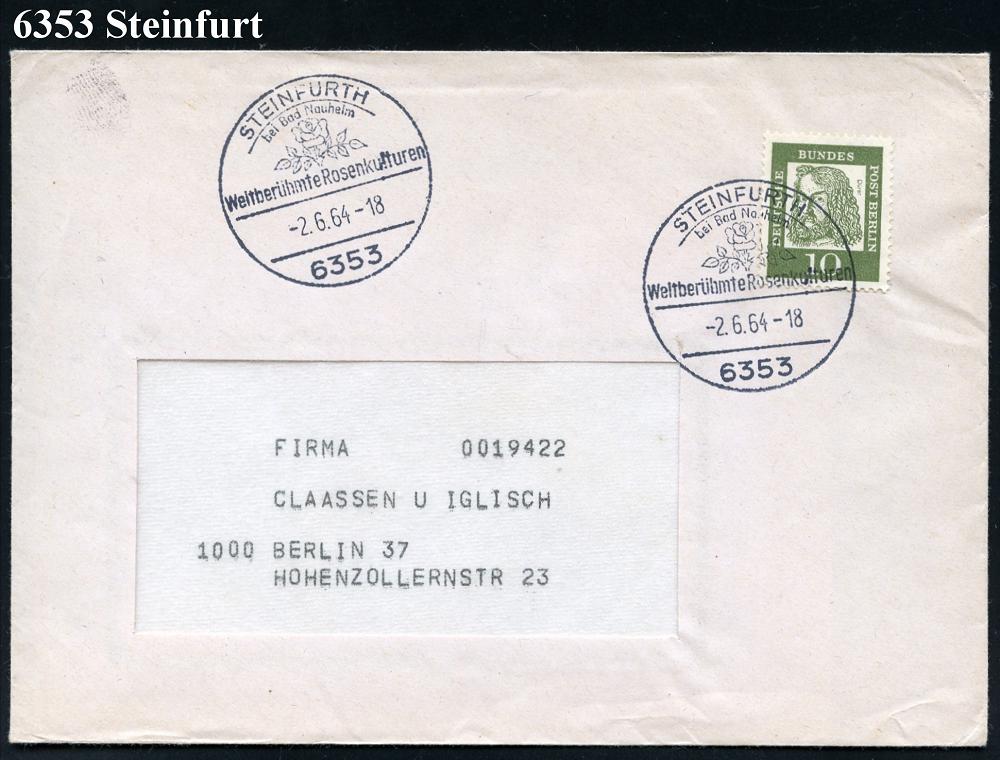 6353 Steinfurt
STEINFURTH
bei Bad Nauheim
Weltberühmte Rosenkulturen
-2.6.64-18
6353
DEUTSCHE
BUNDES
POST BERLIN
Dürer
10
STEINFURTH
bei Bad Nauheim
Weltberühmte Rosenkulturen
-2.6.64-18
6353
FIRMA 0019422
CLAASSEN U IGLISCH
1000 BERLIN 37
HOHENZOLLERNSTR 23